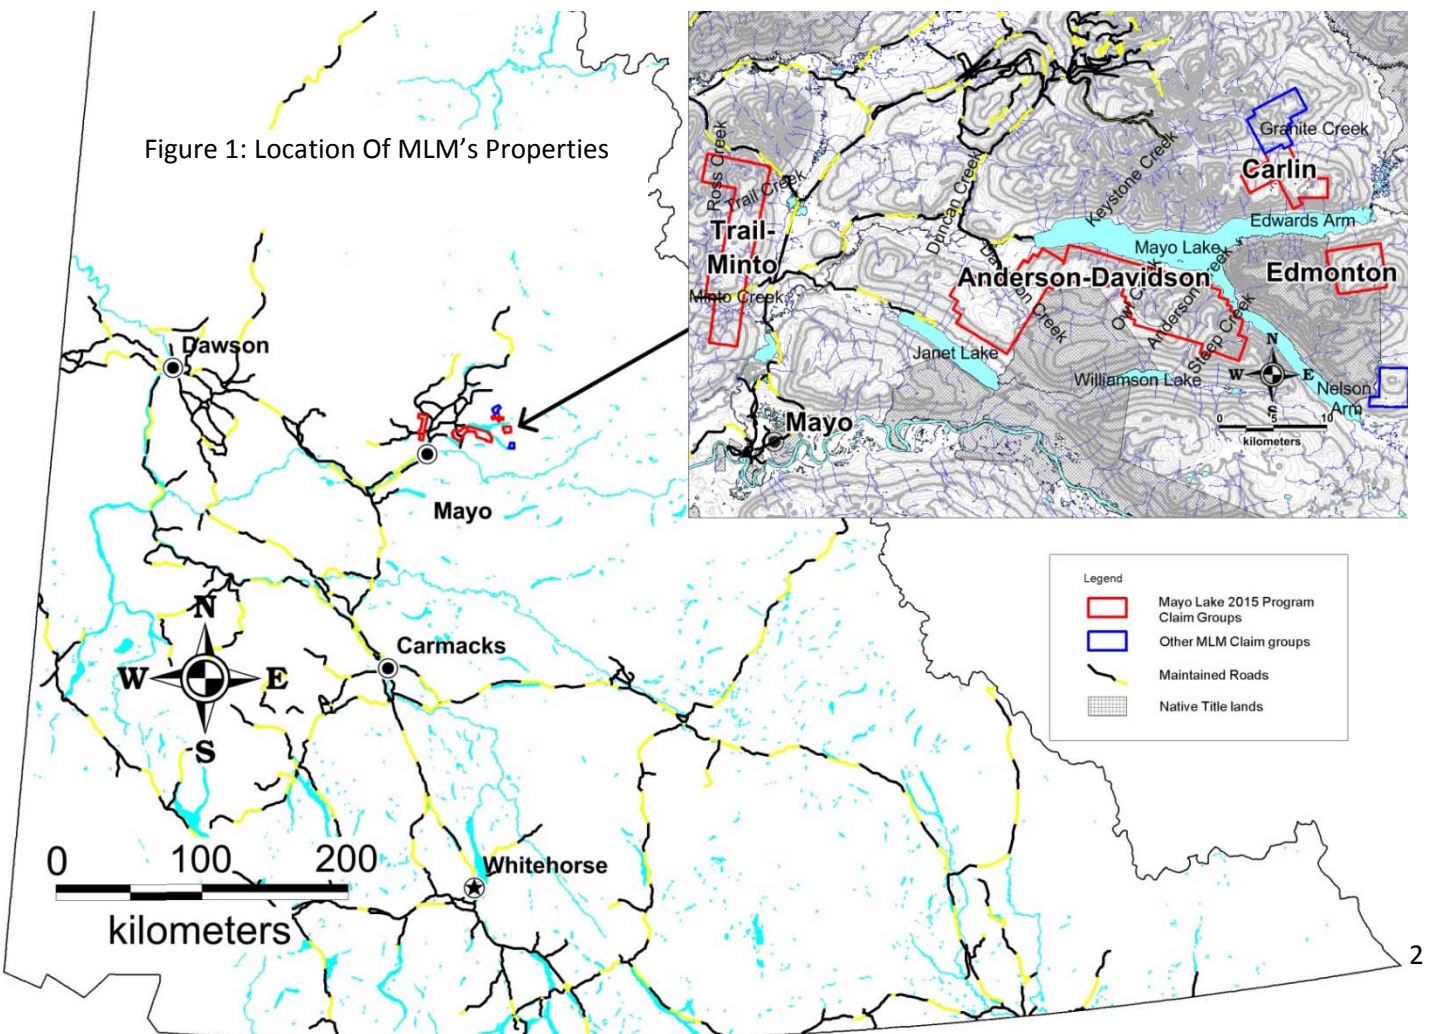 Figure 1: Location Of MLM’s Properties
Ross Creek
Trail Creek
Trail-
Minto
Minto Creek
Duncan Creek
Keystone Creek
Granite Creek
Carlin
Edwards Arm
Mayo Lake
Edmonton
Anderson-Davidson
Davidson Creek
Owl Creek
Anderson Creek
Steep Creek
Janet Lake
Williamson Lake
Nelson
Arm
N
W E
S
0 5 10
kilometers
Mayo
Dawson
Mayo
Carmacks
N
W E
S
Whitehorse
0 100 200
kilometers
Legend
Mayo Lake 2015 Program
Claim Groups
Other MLM Claim groups
Maintained Roads
Native Title lands
2